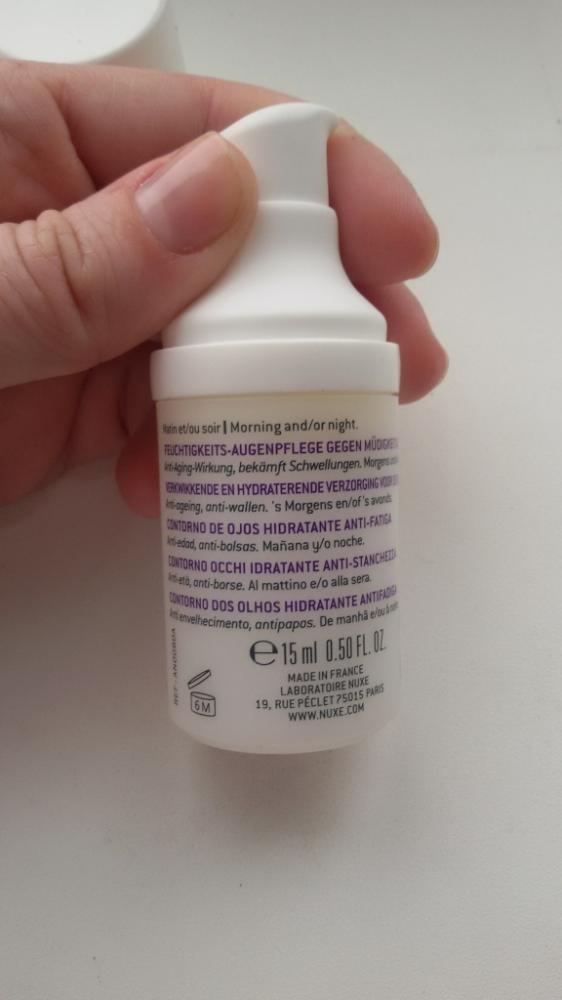 Matin et/ou soir | Morning and/or night.
FEUCHTIGKEITS-AUGENPFLEGE GEGEN MÜDIGKEITS
Anti-Aging-Wirkung, bekämpft Schwellungen. Morgens
VERKWIKKENDE EN HYDRATERENDE VERZORGING VOOR
Anti-ageing, anti-wallen. 's Morgens en/of 's avonds.
CONTORNO DE OJOS HIDRATANTE ANTI-FATIGA
Anti-edad, anti-bolsas. Mañana y/o noche.
CONTORNO OCCHI IDRATANTE ANTI-STANCHEZZA
Anti-età, anti-borse. Al mattino e/o alla sera.
CONTORNO DOS OLHOS HIDRATANTE ANTIFADIGA
Anti envelhecimento, antipapos. De manhã e/ou à
℮ 15 ml 0.50 FL. OZ.
MADE IN FRANCE
LABORATOIRE NUXE
19, RUE PÉCLET 75015 PARIS
WWW.NUXE.COM
6M